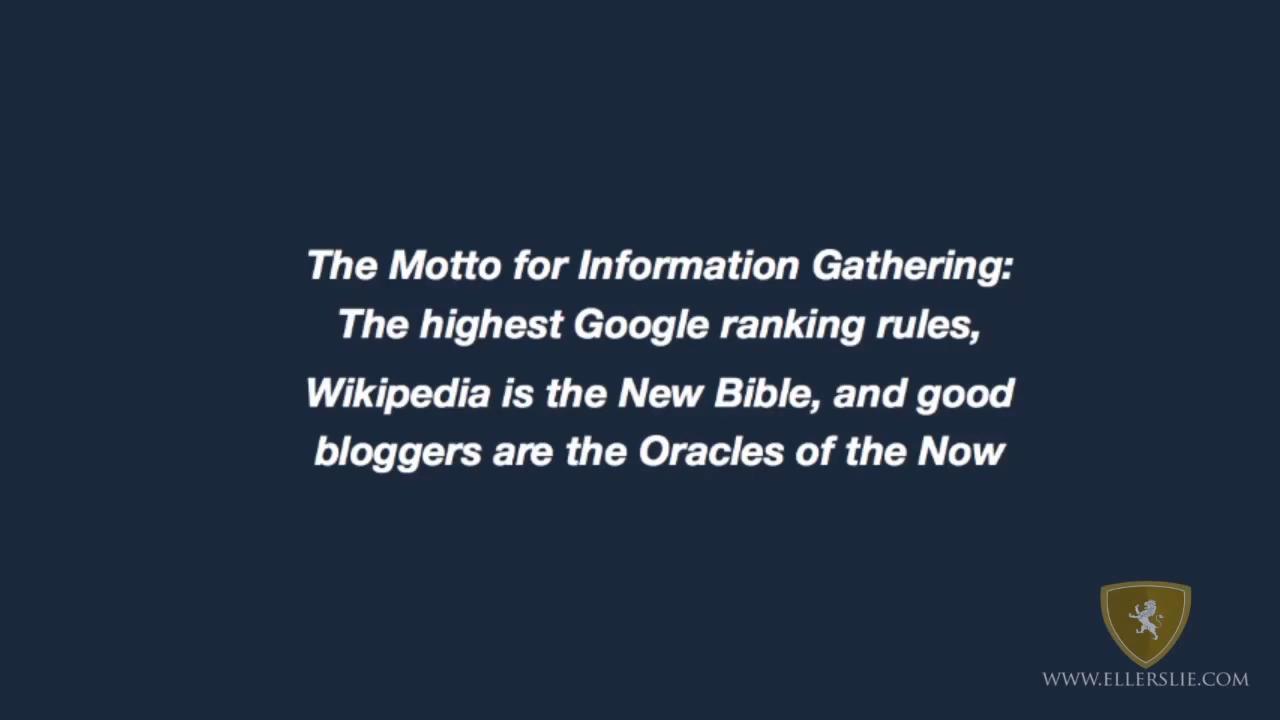 The Motto for Information Gathering:
The highest Google ranking rules,
Wikipedia is the New Bible, and good
bloggers are the Oracles of the Now
WWW.ELLERSLIE.COM